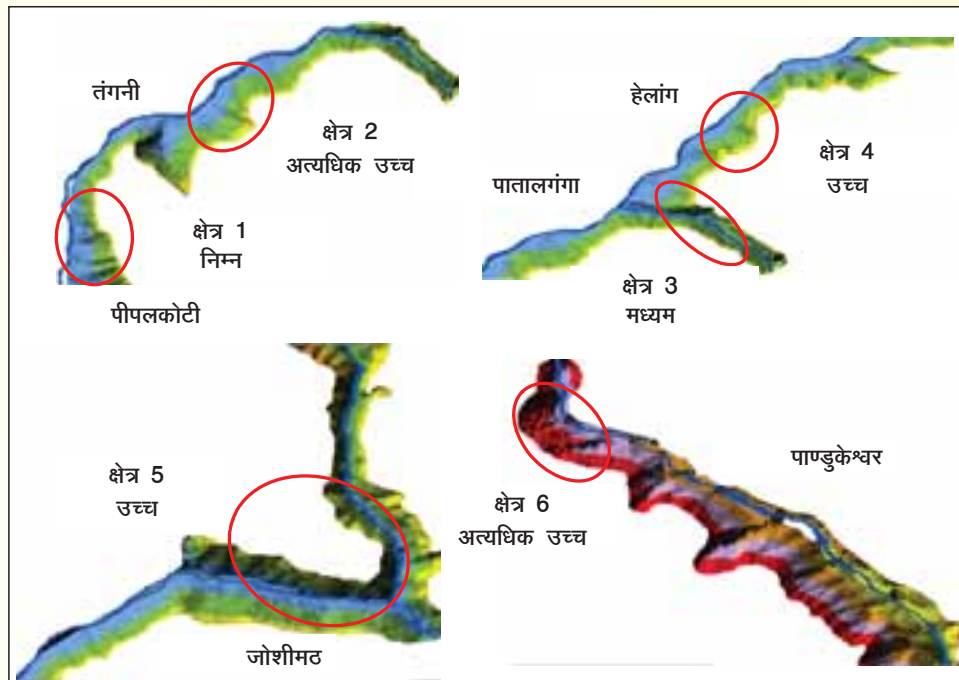 तंगनी
क्षेत्र 2
अत्यधिक उच्च
क्षेत्र 1
निम्न
पीपलकोटी
हेलांग
क्षेत्र 4
उच्च
पातालगंगा
क्षेत्र 3
मध्यम
क्षेत्र 5
उच्च
जोशीमठ
पाण्डुकेश्वर
क्षेत्र 6
अत्यधिक उच्च